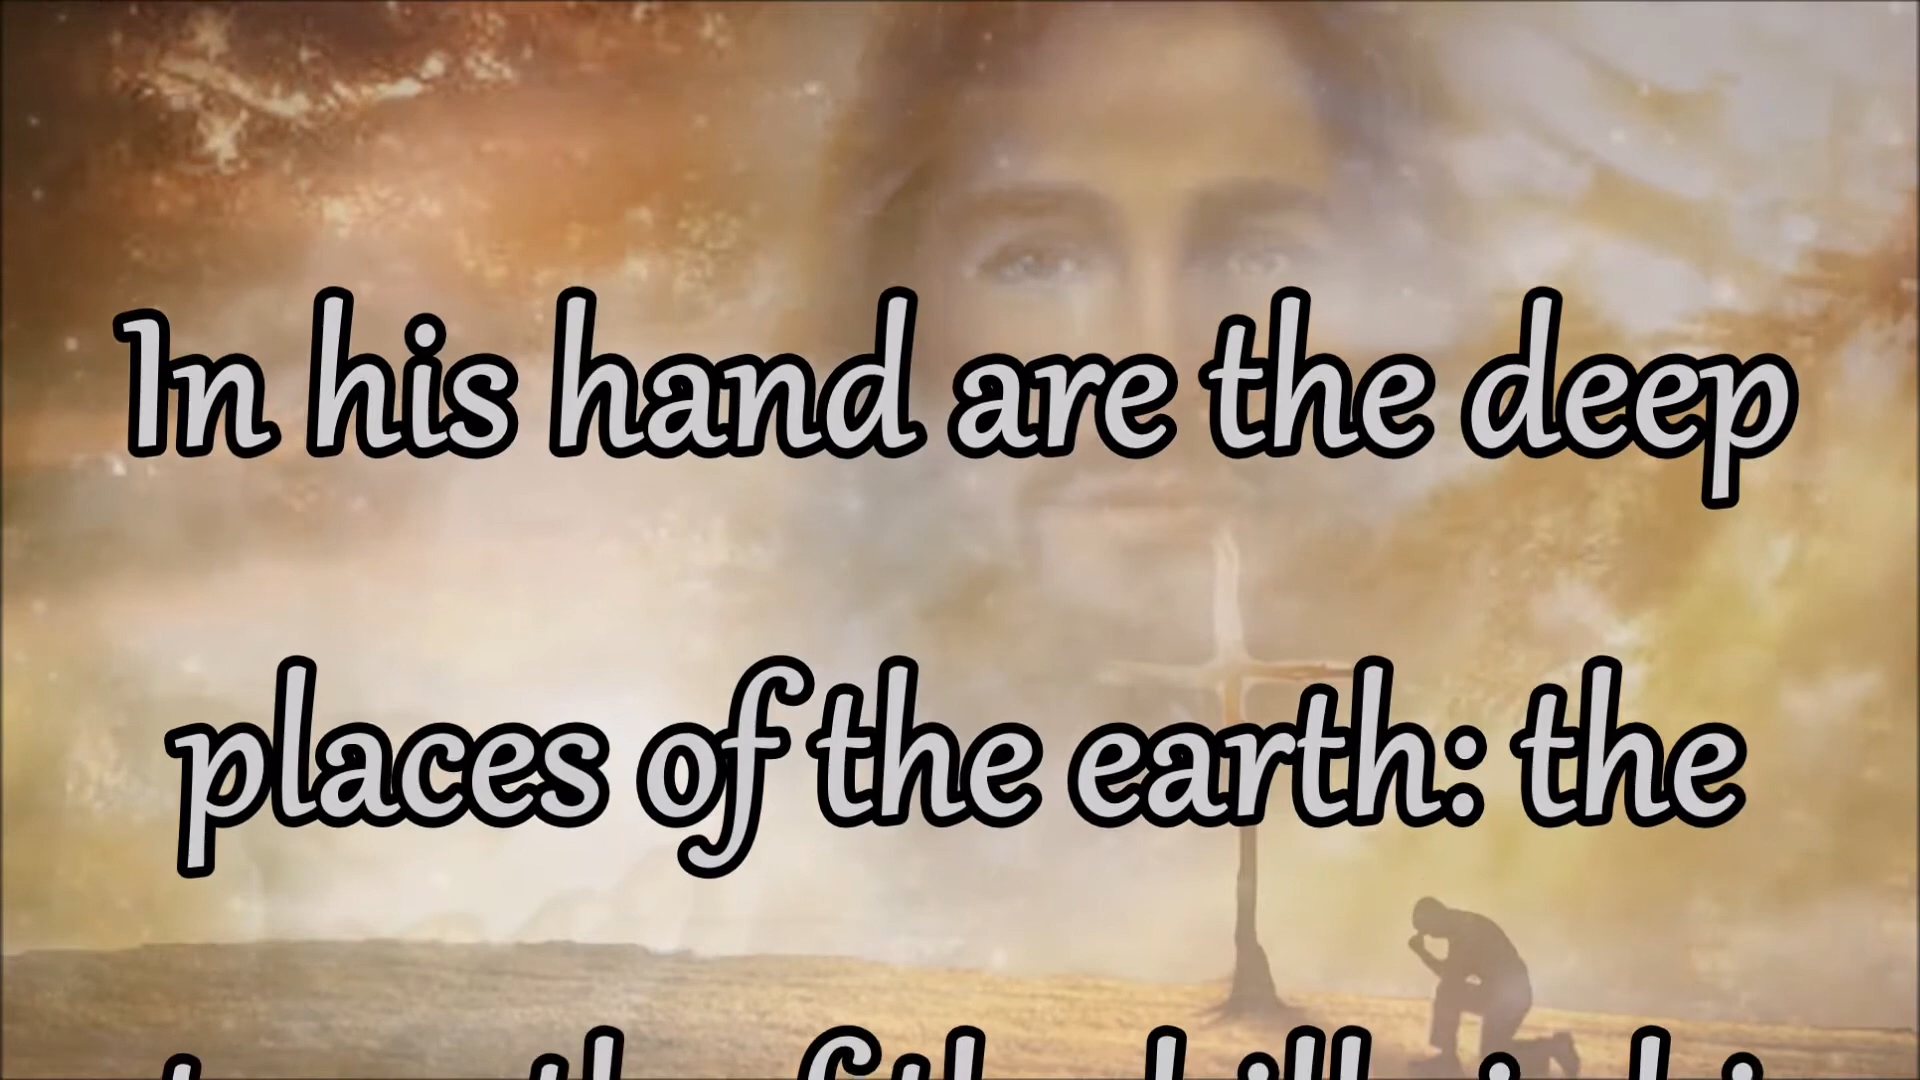 In his hand are the deep
places of the earth: the